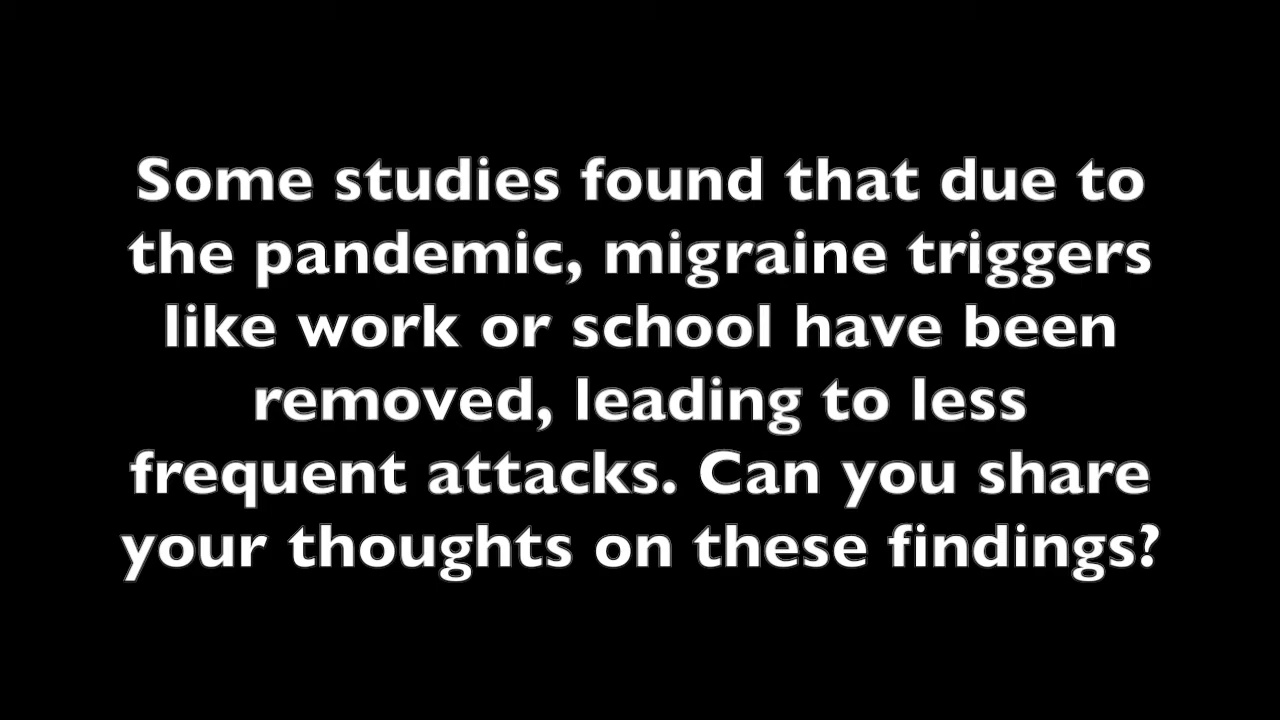 Some studies found that due to
the pandemic, migraine triggers
like work or school have been
removed, leading to less
frequent attacks. Can you share
your thoughts on these findings?